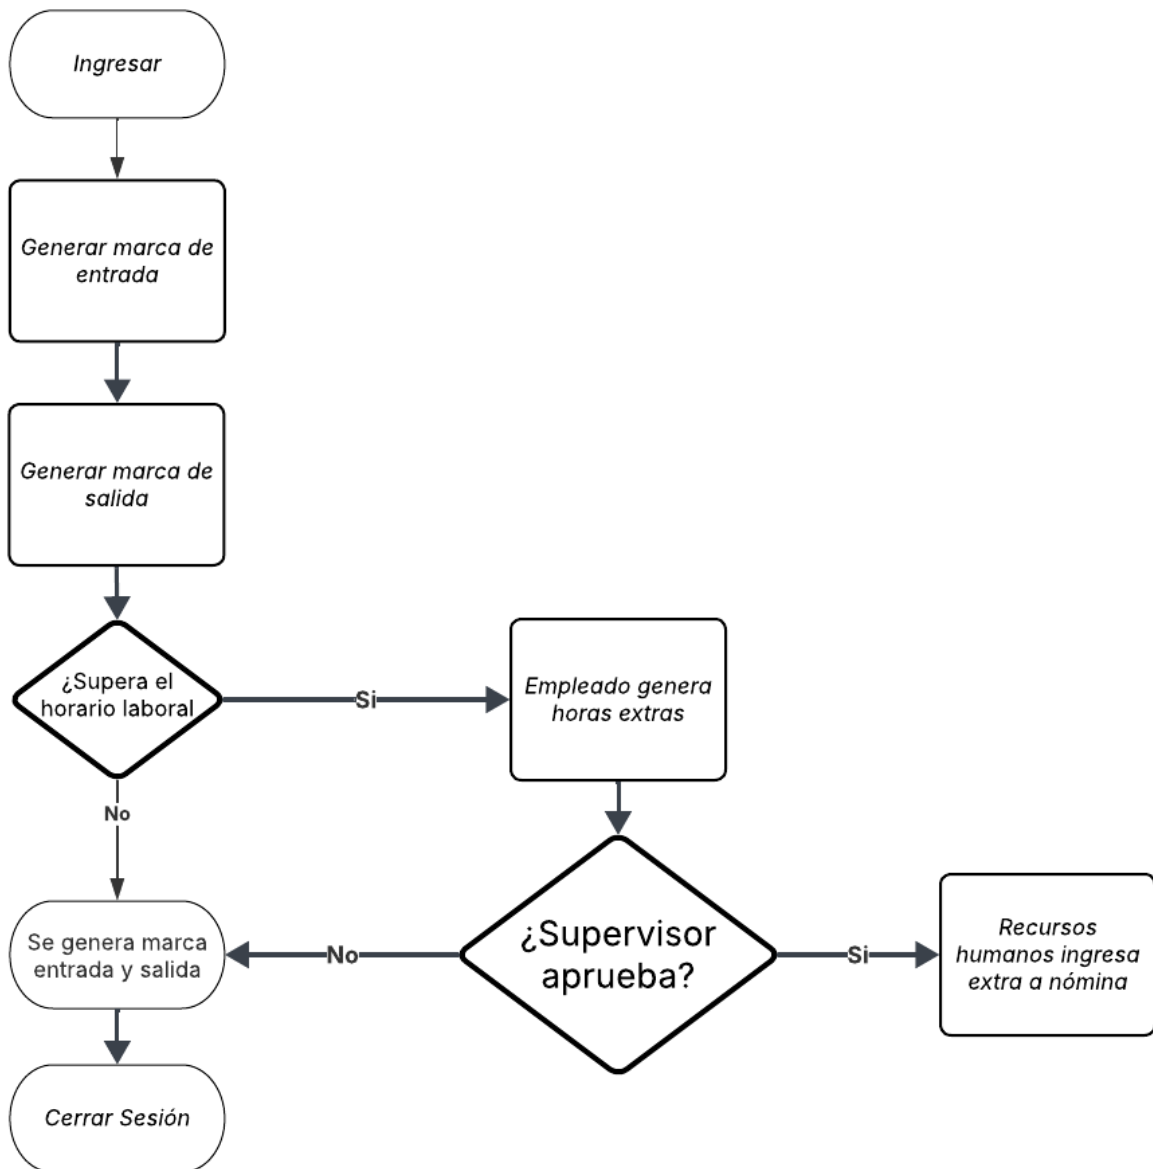 Ingresar
Generar marca de
entrada
Generar marca de
salida
¿Supera el
horario laboral
Si
Empleado genera
horas extras
No
¿Supervisor
aprueba?
No
Si
Se genera marca
entrada y salida
Recursos
humanos ingresa
extra a nómina
Cerrar Sesión